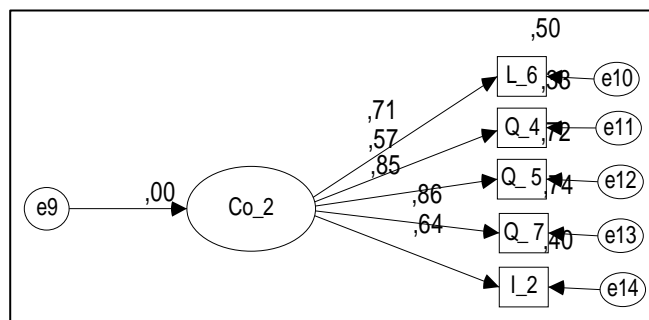 ,50
L_6
e10
,33
,71
Q_4
e11
,57
,72
,85
Q_5
e12
,00
,74
,86
e9
Co_2
Q_7
e13
,64
,40
I_2
e14